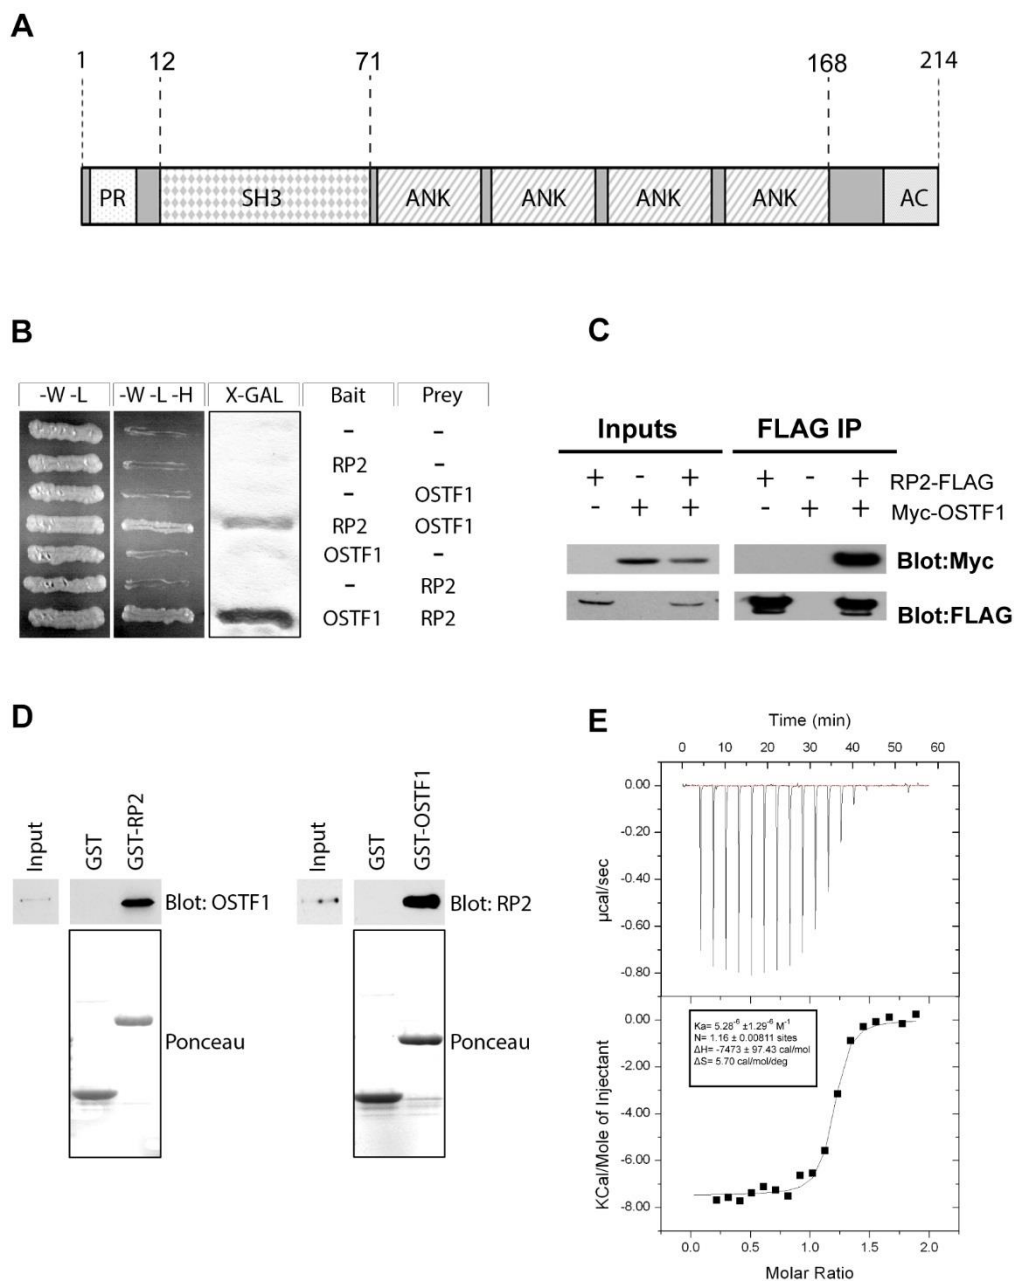 A
1 12 71 168 214
PR SH3 ANK ANK ANK ANK AC
B
-W -L -W -L -H X-GAL Bait Prey
- -
RP2 -
- OSTF1
RP2 OSTF1
OSTF1 -
- RP2
OSTF1 RP2
C
Inputs FLAG IP
+ - + + - + RP2-FLAG
- + + - + + Myc-OSTF1
Blot:Myc
Blot:FLAG
D
Input GST GST-RP2
Blot: OSTF1
Ponceau
Input GST GST-OSTF1
Blot: RP2
Ponceau
E
Time (min)
0 10 20 30 40 50 60
0.00
-0.20
-0.40
-0.60
-0.80
µcal/sec
0.00
-2.00
-4.00
-6.00
-8.00
KCal/Mole of Injectant
Ka= 5.28⁻⁶ ±1.29⁻⁶ M⁻¹
N= 1.16 ± 0.00811 sites
ΔH= -7473 ± 97.43 cal/mol
ΔS= 5.70 cal/mol/deg
0.0 0.5 1.0 1.5 2.0
Molar Ratio